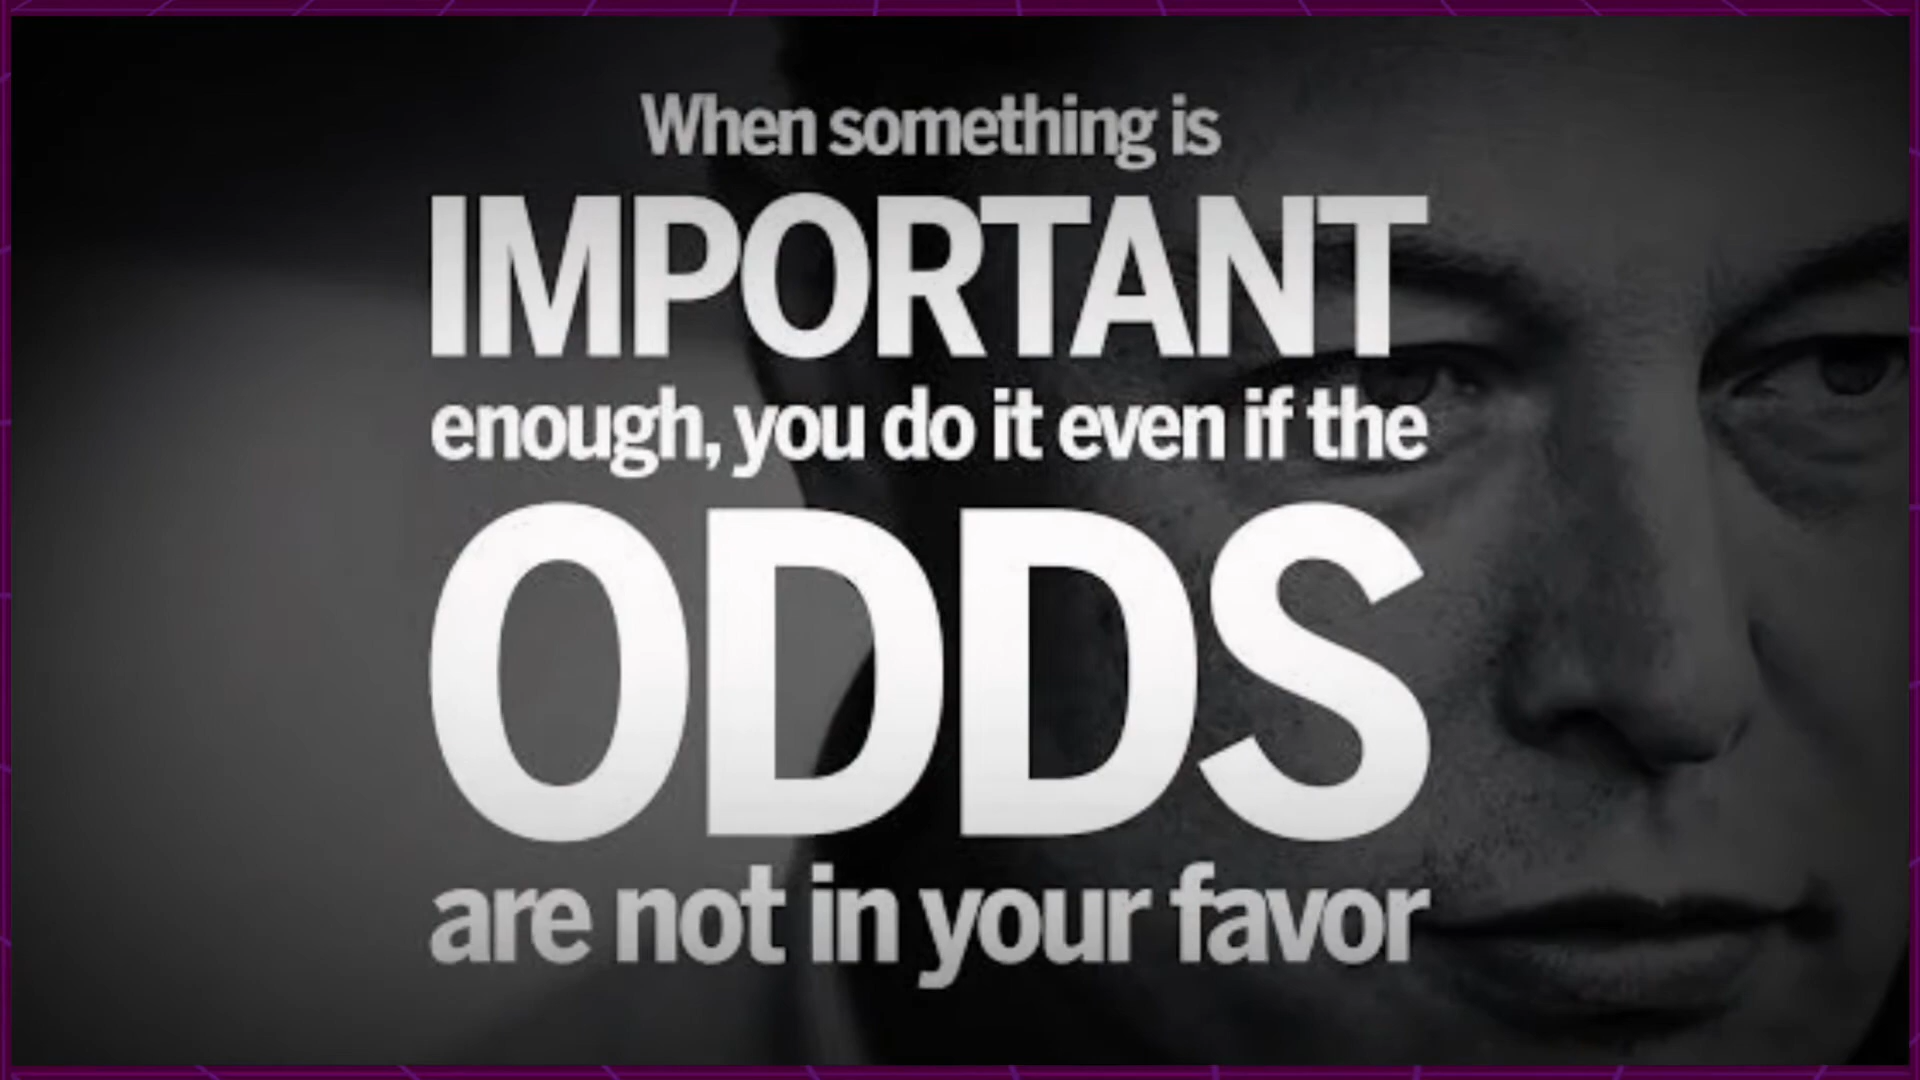 When something is
IMPORTANT
enough, you do it even if the
ODDS
are not in your favor